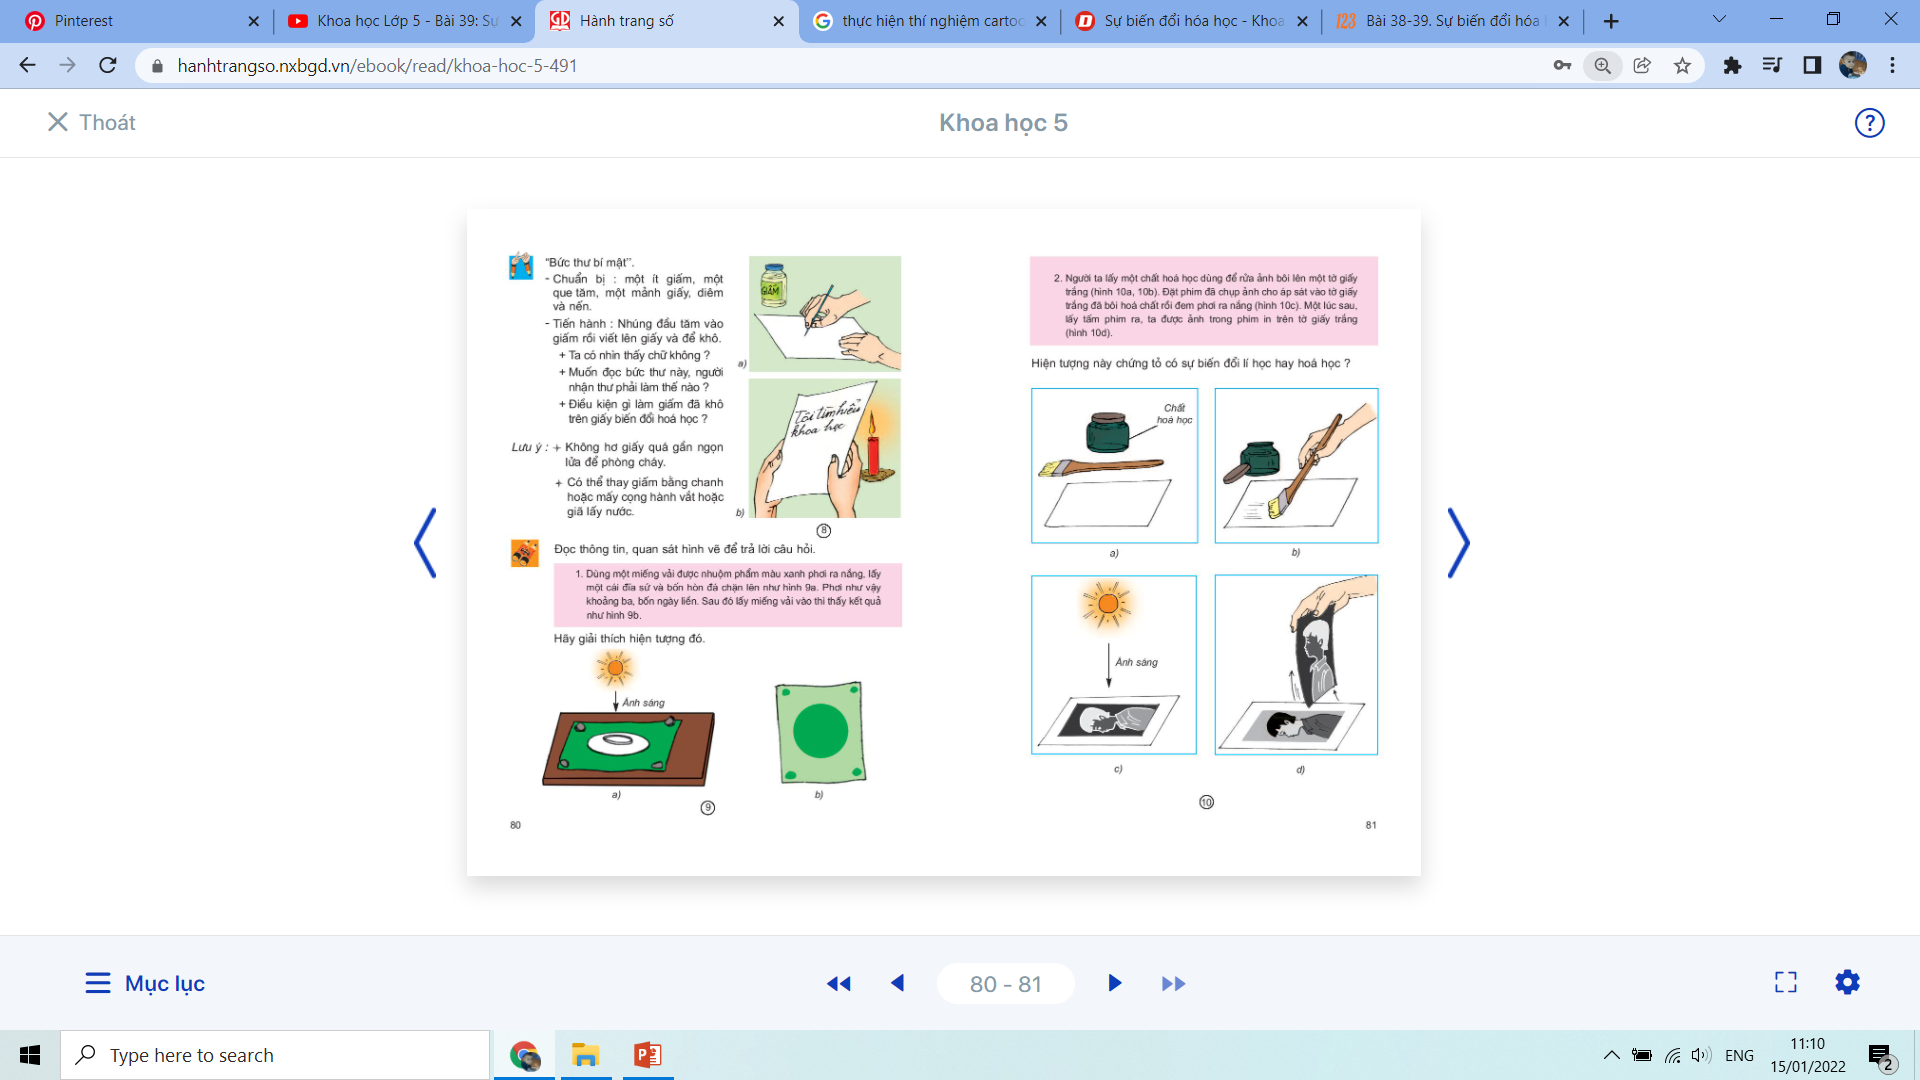 Pinterest
Khoa học Lớp 5 - Bài 39: Sự
Hành trang số
thực hiện thí nghiệm cartoo
Sự biến đổi hóa học - Khoa
Bài 38-39. Sự biến đổi hóa
hanhtrangso.nxbgd.vn/ebook/read/khoa-hoc-5-491
Thoát
Khoa học 5
?
"Bức thư bí mật".
- Chuẩn bị : một ít giấm, một
que tăm, một mảnh giấy, diêm
và nến.
- Tiến hành : Nhúng đầu tăm vào
giấm rồi viết lên giấy và để khô.
+ Ta có nhìn thấy chữ không ?
+ Muốn đọc bức thư này, người
nhận thư phải làm thế nào ?
+ Điều kiện gì làm giấm đã khô
trên giấy biến đổi hoá học ?
Lưu ý : + Không hơ giấy quá gần ngọn
lửa để phòng cháy.
+ Có thể thay giấm bằng chanh
hoặc mấy cọng hành vắt hoặc
giã lấy nước.
GIẤM
a)
Tôi tìm hiểu
khoa học
b)
8
Đọc thông tin, quan sát hình vẽ để trả lời câu hỏi.
1. Dùng một miếng vải được nhuộm phẩm màu xanh phơi ra nắng, lấy
một cái đĩa sứ và bốn hòn đá chặn lên như hình 9a. Phơi như vậy
khoảng ba, bốn ngày liền. Sau đó lấy miếng vải vào thì thấy kết quả
như hình 9b.
Hãy giải thích hiện tượng đó.
Ánh sáng
a)
b)
9
80
2. Người ta lấy một chất hoá học dùng để rửa ảnh bôi lên một tờ giấy
trắng (hình 10a, 10b). Đặt phim đã chụp ảnh cho áp sát vào tờ giấy
trắng đã bôi hoá chất rồi đem phơi ra nắng (hình 10c). Một lúc sau,
lấy tấm phim ra, ta được ảnh trong phim in trên tờ giấy trắng
(hình 10d).
Hiện tượng này chứng tỏ có sự biến đổi lí học hay hoá học ?
Chất
hoá học
a)
b)
Ánh sáng
c)
d)
10
81
Mục lục
80 - 81
Type here to search
ENG
11:10
15/01/2022
2